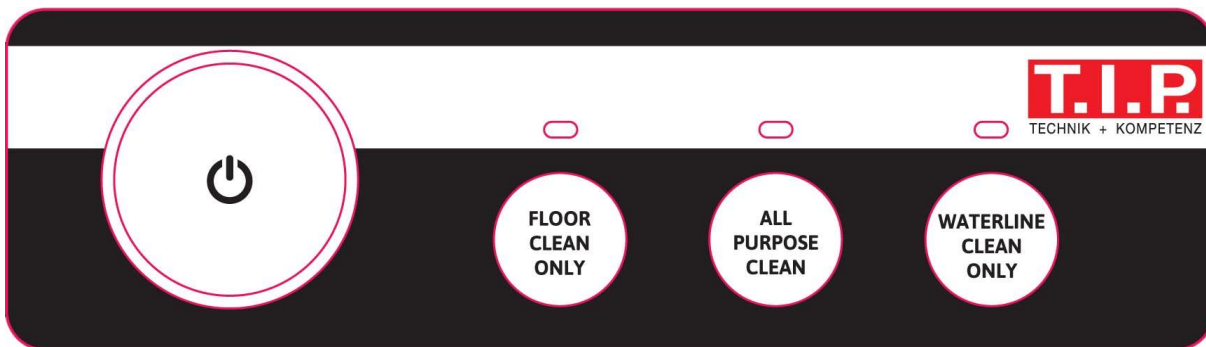 T.I.P.
TECHNIK + KOMPETENZ
FLOOR
CLEAN
ONLY
ALL
PURPOSE
CLEAN
WATERLINE
CLEAN
ONLY